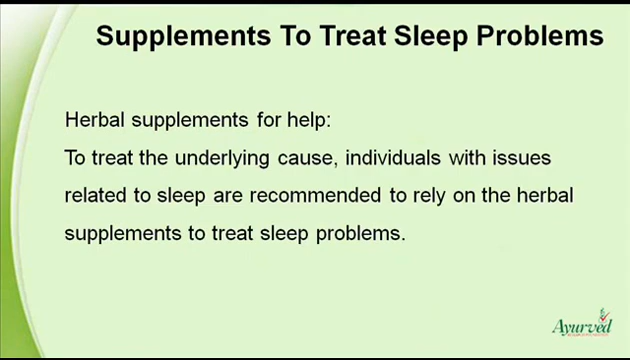 Supplements To Treat Sleep Problems
Herbal supplements for help:
To treat the underlying cause, individuals with issues
related to sleep are recommended to rely on the herbal
supplements to treat sleep problems.
Ayurved